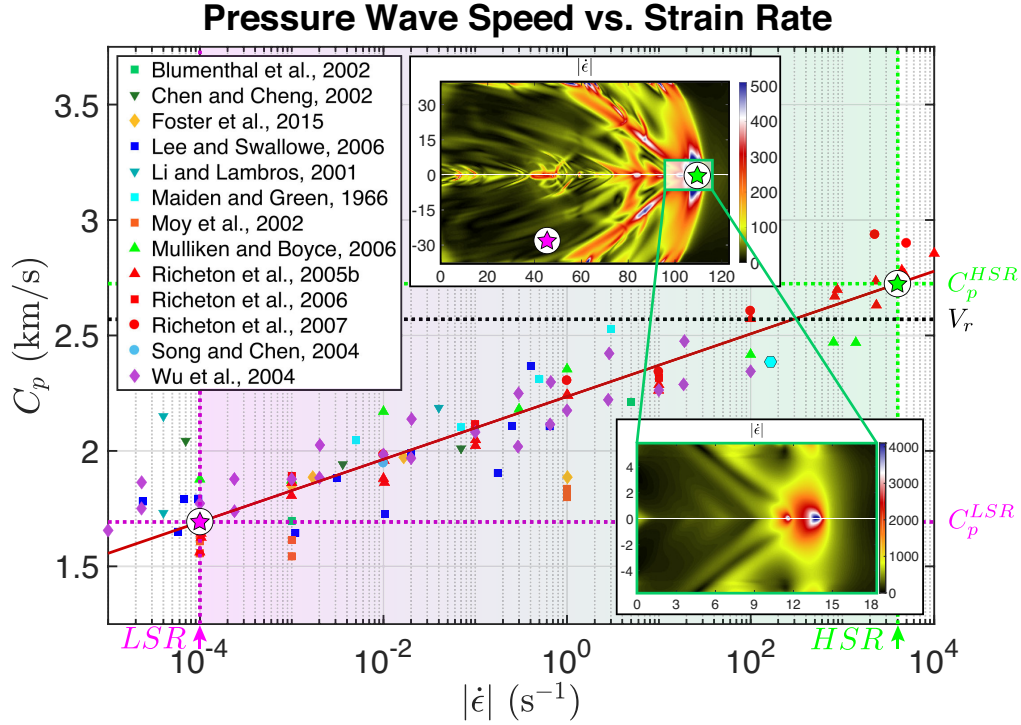 Pressure Wave Speed vs. Strain Rate
Blumenthal et al., 2002
Chen and Cheng, 2002
Foster et al., 2015
Lee and Swallowe, 2006
Li and Lambros, 2001
Maiden and Green, 1966
Moy et al., 2002
Mulliken and Boyce, 2006
Richeton et al., 2005b
Richeton et al., 2006
Richeton et al., 2007
Song and Chen, 2004
Wu et al., 2004
|ϵ̇|
30
15
0
-15
-30
0 20 40 60 80 100 120
500
400
300
200
100
0
|ϵ̇|
4
2
0
-2
-4
0 3 6 9 12 15 18
4000
3000
2000
1000
0
3.5
3
2.5
2
1.5
C_p (km/s)
C_p^{HSR}
V_r
C_p^{LSR}
LSR
HSR
10^{-4} 10^{-2} 10^{0} 10^{2} 10^{4}
|ϵ̇| (s^{−1})